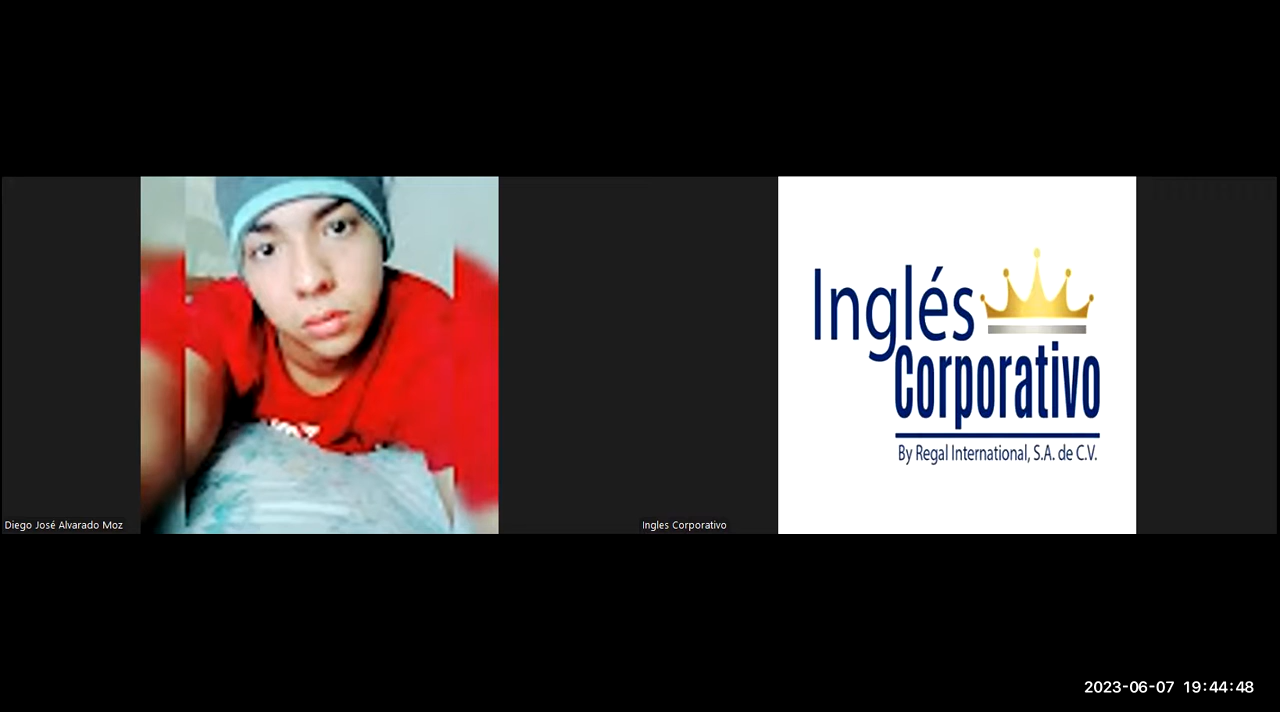 Diego José Alvarado Moz
Inglés
Corporativo
By Regal International, S.A. de C.V.
Ingles Corporativo
2023-06-07 19:44:48